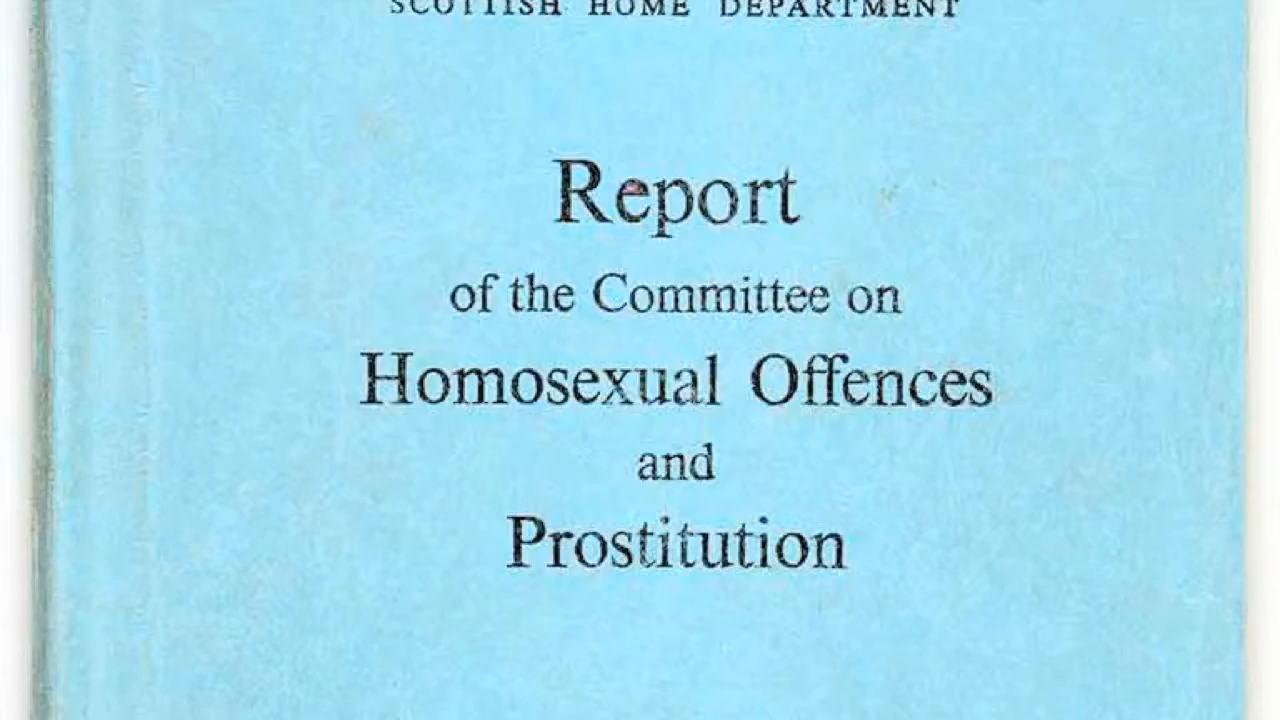 SCOTTISH HOME DEPARTMENT
Report
of the Committee on
Homosexual Offences
and
Prostitution